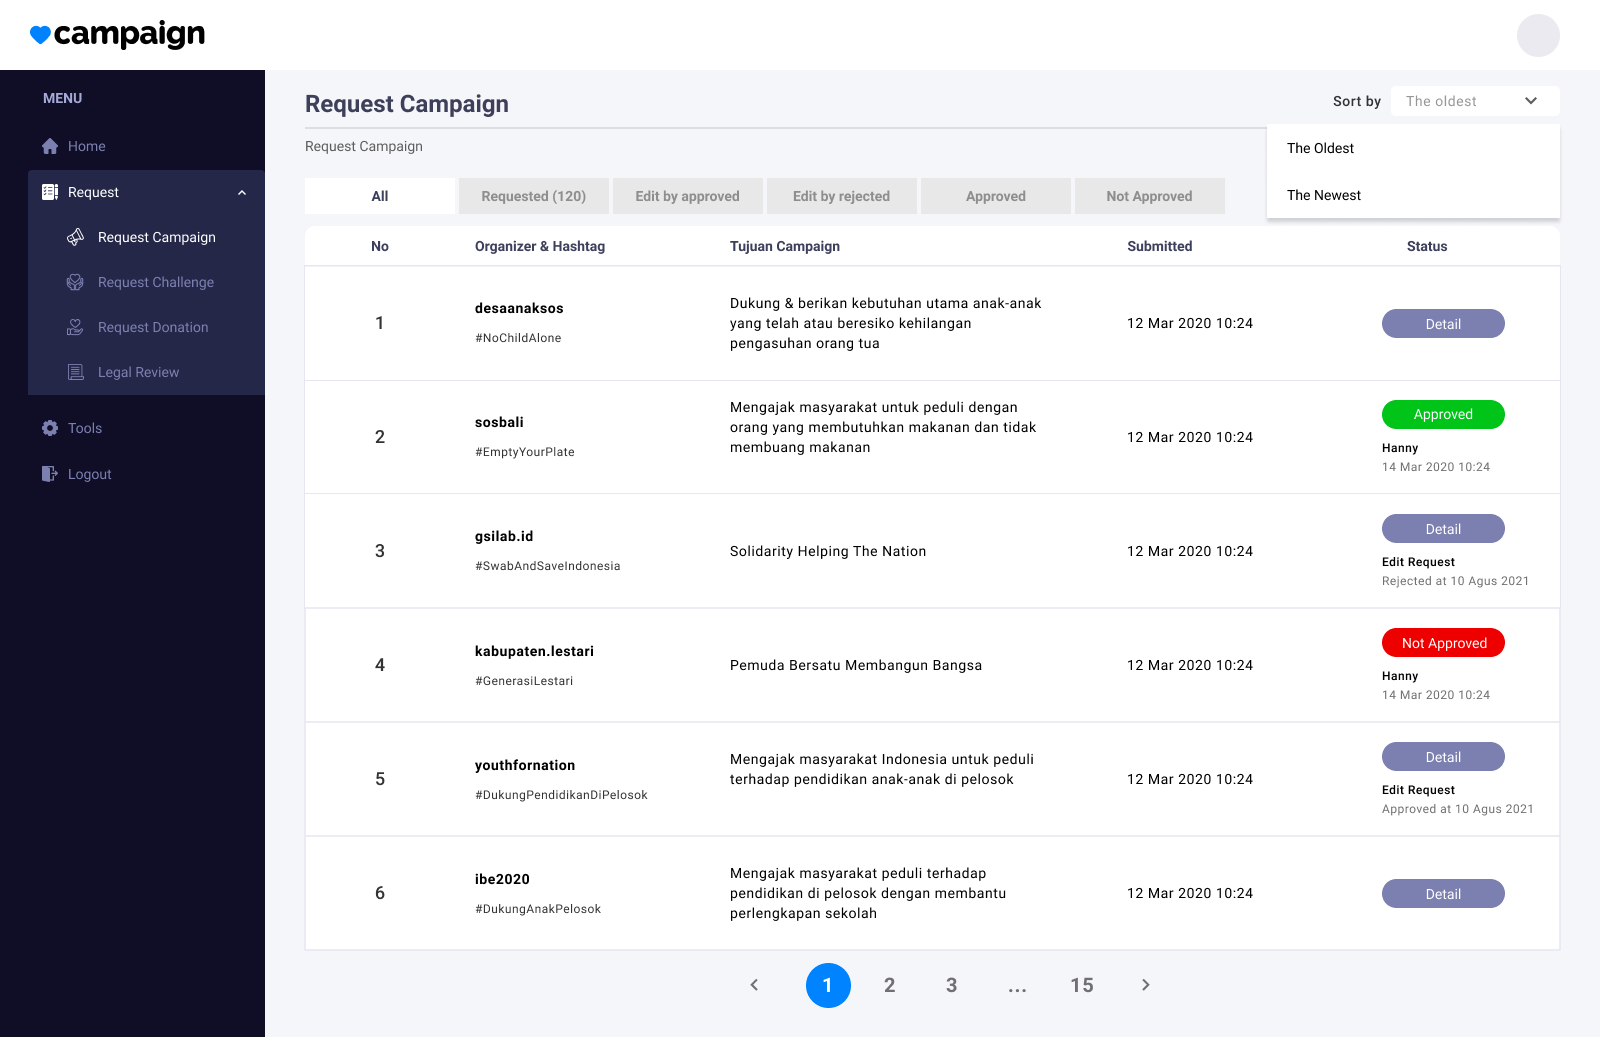 campaign
MENU
Home
Request
Request Campaign
Request Challenge
Request Donation
Legal Review
Tools
Logout
Request Campaign
Sort by The oldest
The Oldest
The Newest
Request Campaign
All Requested (120) Edit by approved Edit by rejected Approved Not Approved
No Organizer & Hashtag Tujuan Campaign Submitted Status
1
desaanaksos
#NoChildAlone
Dukung & berikan kebutuhan utama anak-anak
yang telah atau beresiko kehilangan
pengasuhan orang tua
12 Mar 2020 10:24
Detail
2
sosbali
#EmptyYourPlate
Mengajak masyarakat untuk peduli dengan
orang yang membutuhkan makanan dan tidak
membuang makanan
12 Mar 2020 10:24
Approved
Hanny
14 Mar 2020 10:24
3
gsilab.id
#SwabAndSaveIndonesia
Solidarity Helping The Nation
12 Mar 2020 10:24
Detail
Edit Request
Rejected at 10 Agus 2021
4
kabupaten.lestari
#GenerasiLestari
Pemuda Bersatu Membangun Bangsa
12 Mar 2020 10:24
Not Approved
Hanny
14 Mar 2020 10:24
5
youthfornation
#DukungPendidikanDiPelosok
Mengajak masyarakat Indonesia untuk peduli
terhadap pendidikan anak-anak di pelosok
12 Mar 2020 10:24
Detail
Edit Request
Approved at 10 Agus 2021
6
ibe2020
#DukungAnakPelosok
Mengajak masyarakat peduli terhadap
pendidikan di pelosok dengan membantu
perlengkapan sekolah
12 Mar 2020 10:24
Detail
1 2 3 ... 15